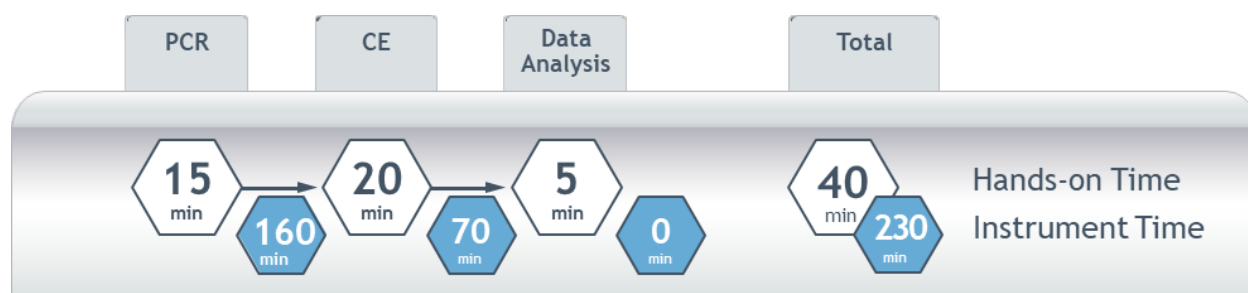 PCR
CE
Data
Analysis
Total
15
min
160
min
20
min
70
min
5
min
0
min
40
min
230
min
Hands-on Time
Instrument Time